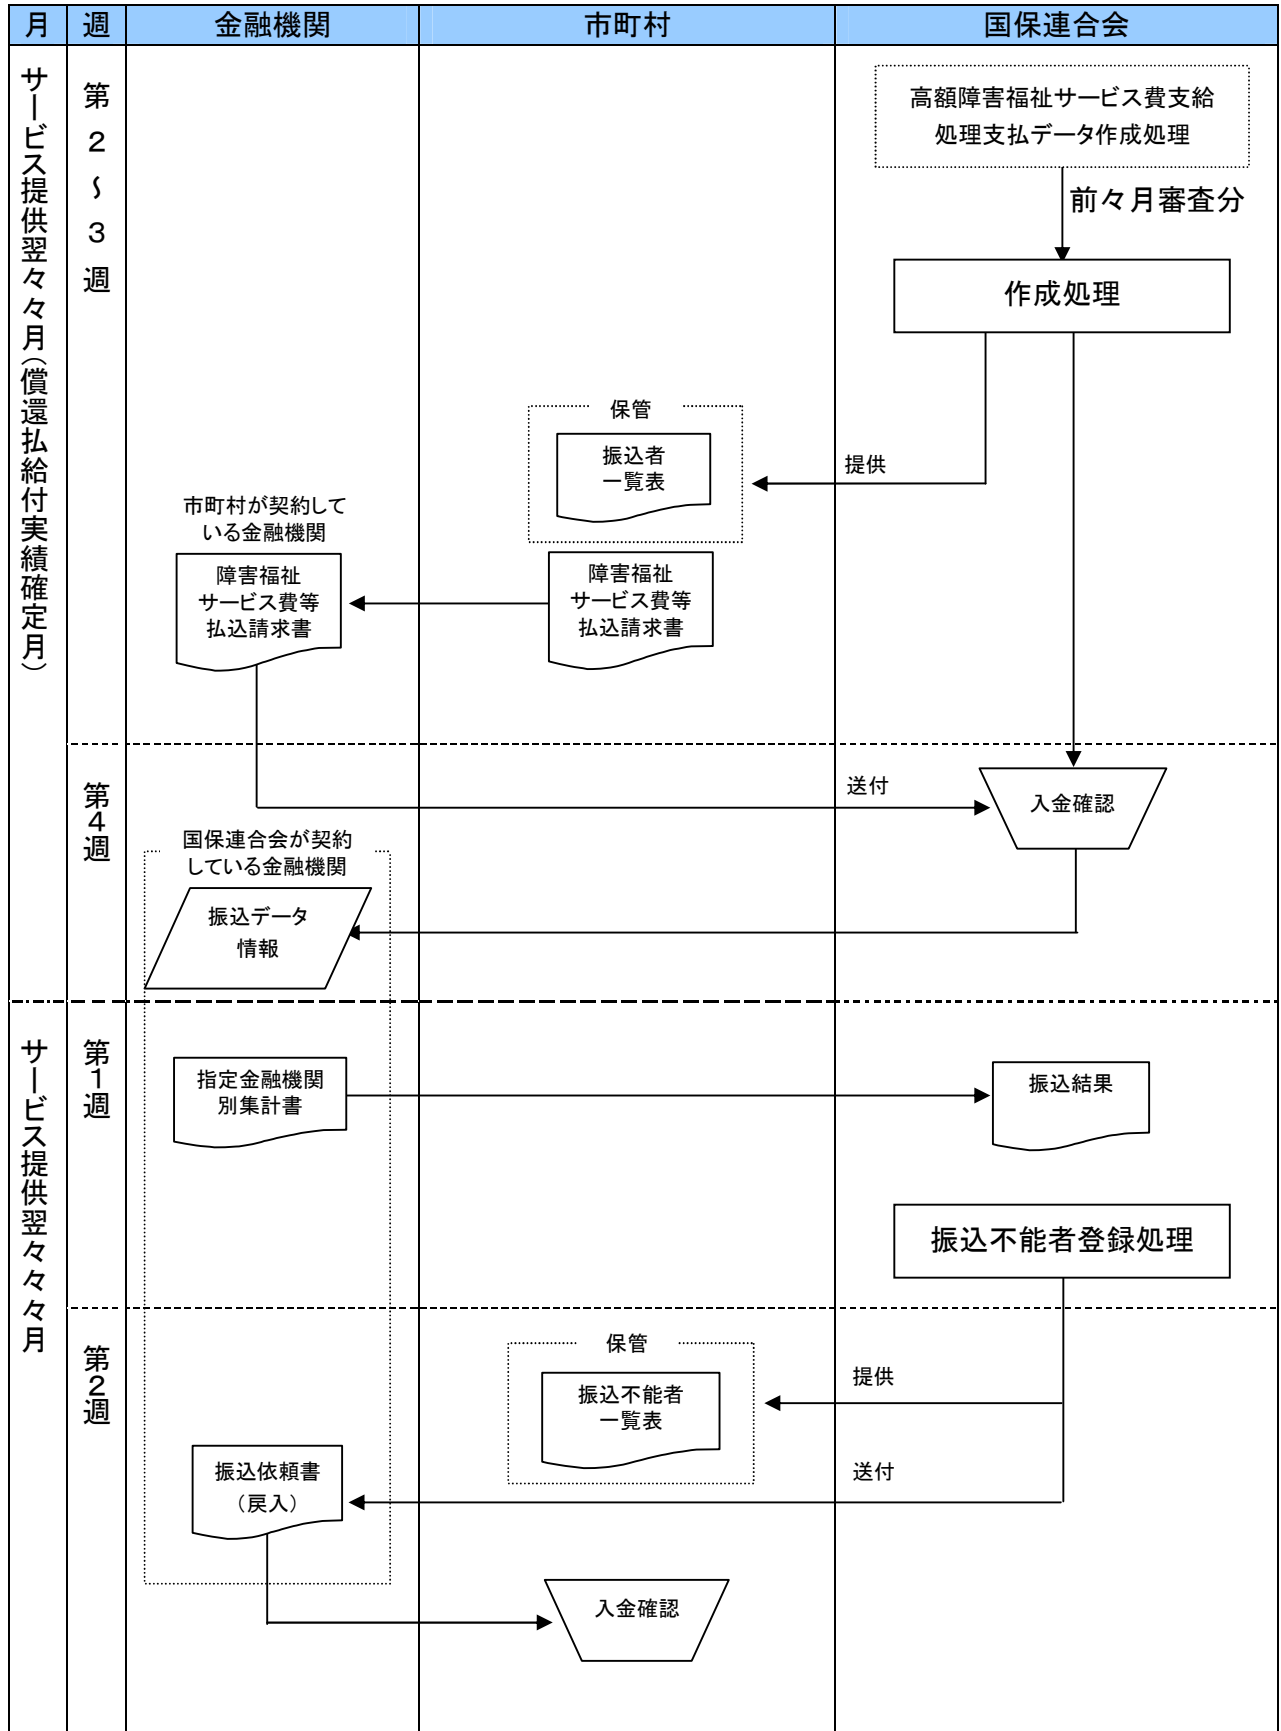 月
週
金融機関
市町村
国保連合会
サービス提供翌々月（償還払給付実績確定月）
第２～３週
高額障害福祉サービス費支給
処理支払データ作成処理
前々月審査分
作成処理
保管
振込者
一覧表
提供
市町村が契約して
いる金融機関
障害福祉
サービス費等
払込請求書
障害福祉
サービス費等
払込請求書
第４週
送付
入金確認
国保連合会が契約
している金融機関
振込データ
情報
サービス提供翌々々月
第１週
指定金融機関
別集計書
振込結果
振込不能者登録処理
第２週
保管
振込不能者
一覧表
提供
振込依頼書
（戻入）
送付
入金確認